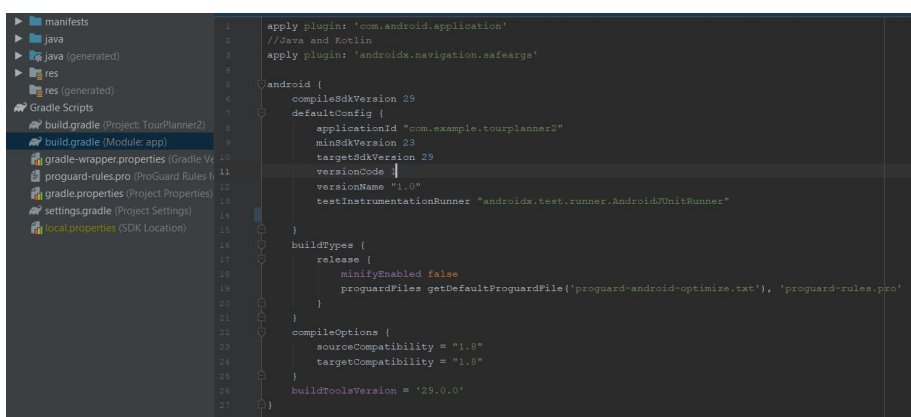 manifests
java
java (generated)
res
res (generated)
Gradle Scripts
build.gradle (Project: TourPlanner2)
build.gradle (Module: app)
gradle-wrapper.properties (Gradle Ve
proguard-rules.pro (ProGuard Rules f
gradle.properties (Project Properties)
settings.gradle (Project Settings)
local.properties (SDK Location)
1 apply plugin: 'com.android.application'
2 //Java and Kotlin
3 apply plugin: 'androidx.navigation.safeargs'
4
5 android {
6 compileSdkVersion 29
7 defaultConfig {
8 applicationId "com.example.tourplanner2"
9 minSdkVersion 23
10 targetSdkVersion 29
11 versionCode 1
12 versionName "1.0"
13 testInstrumentationRunner "androidx.test.runner.AndroidJUnitRunner"
14
15 }
16 buildTypes {
17 release {
18 minifyEnabled false
19 proguardFiles getDefaultProguardFile('proguard-android-optimize.txt'), 'proguard-rules.pro'
20 }
21 }
22 compileOptions {
23 sourceCompatibility = "1.8"
24 targetCompatibility = "1.8"
25 }
26 buildToolsVersion = '29.0.0'
27 }